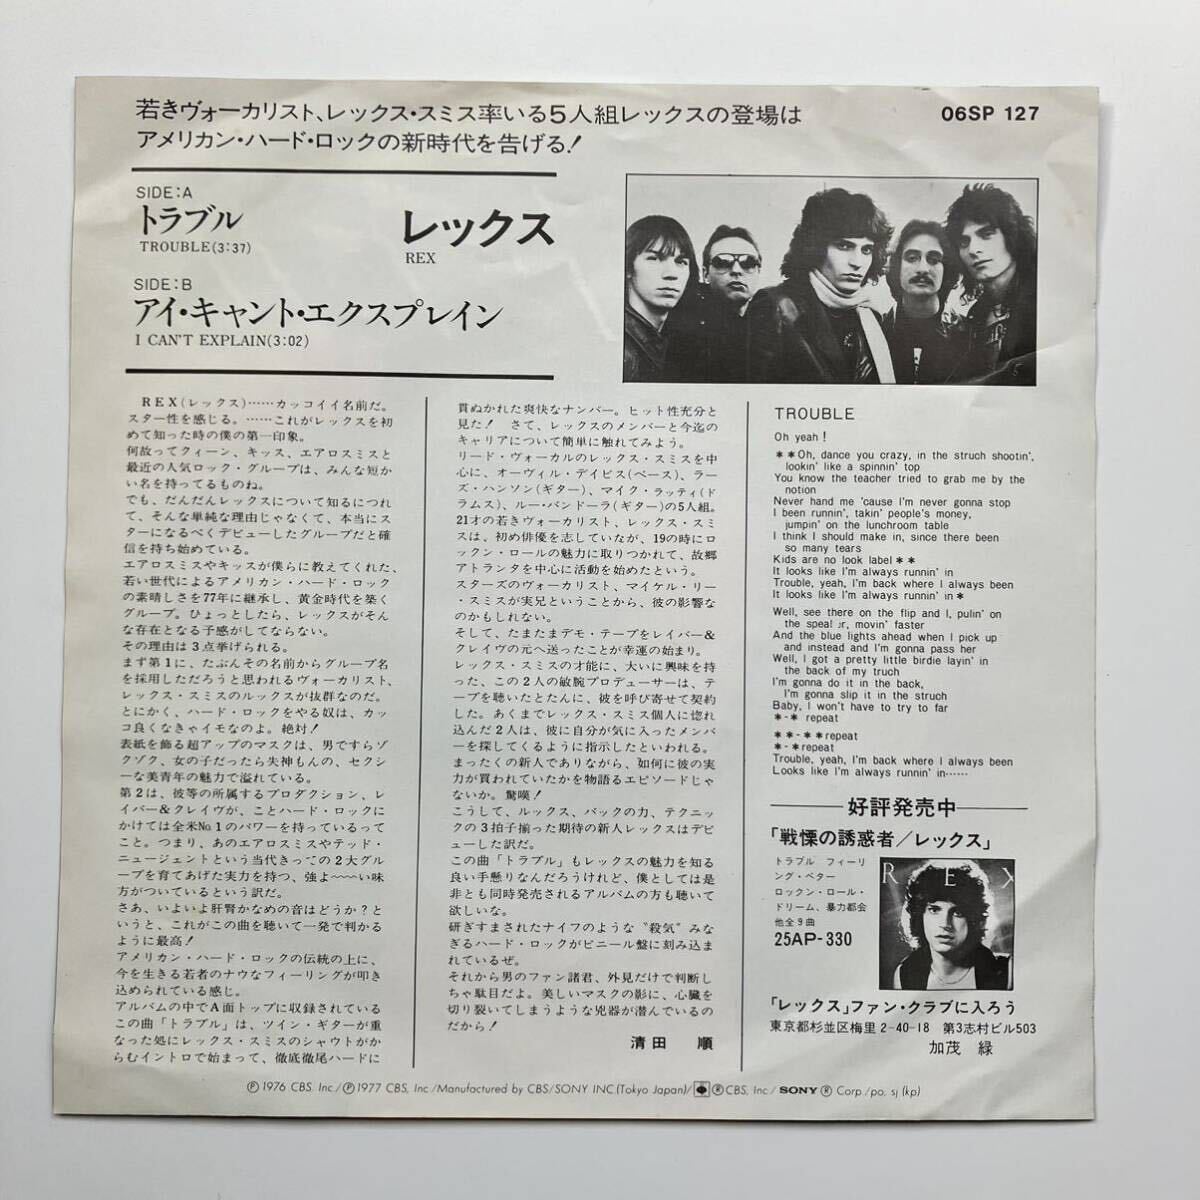 若きヴォーカリスト、レックス・スミス率いる5人組レックスの登場は
アメリカン・ハード・ロックの新時代を告げる!
06SP 127
SIDE:A
トラブル
TROUBLE(3:37)
レックス
REX
SIDE:B
アイ・キャント・エクスプレイン
I CAN'T EXPLAIN(3:02)
REX(レックス)……カッコイイ名前だ。
スター性を感じる。……これがレックスを初
めて知った時の僕の第一印象。
何故ってクィーン、キッス、エアロスミスと
最近の人気ロック・グループは、みんな短か
い名を持ってるものね。
でも、だんだんレックスについて知るにつれ
て、そんな単純な理由じゃなくて、本当にス
ターになるべくデビューしたグループだと確
信を持ち始めている。
エアロスミスやキッスが僕らに教えてくれた、
若い世代によるアメリカン・ハード・ロック
の素晴しさを77年に継承し、黄金時代を築く
グループ。ひょっとしたら、レックスがそん
な存在となる予感がしてならない。
その理由は3点挙げられる。
まず第1に、たぶんその名前からグループ名
を採用しただろうと思われるヴォーカリスト、
レックス・スミスのルックスが抜群なのだ。
とにかく、ハード・ロックをやる奴は、カッ
コ良くなきゃイモなのよ。絶対!
表紙を飾る超アップのマスクは、男ですらゾ
クゾク、女の子だったら失神もんの、セクシ
ーな美青年の魅力で溢れている。
第2は、彼等の所属するプロダクション、レ
イバー&クレイヴが、ことハード・ロックに
かけては全米No.1のパワーを持っているって
こと。つまり、あのエアロスミスやテッド・
ニュージェントという当代きっての2大グル
ープを育てあげた実力を持つ、強よ〜〜い味
方がついているという訳だ。
さあ、いよいよ肝腎かなめの音はどうか?と
いうと、これがこの曲を聴いて一発で判かる
ように最高!
アメリカン・ハード・ロックの伝統の上に、
今を生きる若者のナウなフィーリングが叩き
込められている感じ。
アルバムの中でA面トップに収録されている
この曲「トラブル」は、ツイン・ギターが重
なった処にレックス・スミスのシャウトがか
らむイントロで始まって、徹底徹尾ハードに
貫ぬかれた爽快なナンバー。ヒット性充分と
見た! さて、レックスのメンバーと今迄の
キャリアについて簡単に触れてみよう。
リード・ヴォーカルのレックス・スミスを中
心に、オーヴィル・デイビス(ベース)、ラー
ズ・ハンソン(ギター)、マイク・ラッティ(ド
ラムス)、ルー・バンドーラ(ギター)の5人組。
21才の若きヴォーカリスト、レックス・スミ
スは、初め俳優を志していたが、19の時にロ
ックン・ロールの魅力に取りつかれて、故郷
アトランタを中心に活動を始めたという。
スターズのヴォーカリスト、マイケル・リー
・スミスが実兄ということから、彼の影響な
のかもしれない。
そして、たまたまデモ・テープをレイバー&
クレイヴの元へ送ったことが幸運の始まり。
レックス・スミスの才能に、大いに興味を持
った、この2人の敏腕プロデューサーは、テ
ープを聴いたとたんに、彼を呼び寄せて契約
した。あくまでレックス・スミス個人に惚れ
込んだ2人は、彼に自分が気に入ったメンバ
ーを探してくるように指示したといわれる。
まったくの新人でありながら、如何に彼の実
力が買われていたかを物語るエピソードじゃ
ないか。驚嘆!
こうして、ルックス、バックの力、テクニッ
クの3拍子揃った期待の新人レックスはデビ
ューした訳だ。
この曲「トラブル」もレックスの魅力を知る
良い手懸りなんだろうけれど、僕としては是
非とも同時発売されるアルバムの方も聴いて
欲しいな。
研ぎすまされたナイフのような“殺気”みな
ぎるハード・ロックがビニール盤に刻み込ま
れているぜ。
それから男のファン諸君、外見だけで判断し
ちゃ駄目だよ。美しいマスクの影に、心臓を
切り裂いてしまうような兇器が潜んでいるの
だから!
清田 順
TROUBLE
Oh yeah!
**Oh, dance you crazy, in the struch shootin',
lookin' like a spinnin' top
You know the teacher tried to grab me by the
notion
Never hand me 'cause I'm never gonna stop
I been runnin', takin' people's money,
jumpin' on the lunchroom table
I think I should make in, since there been
so many tears
Kids are no look label**
It looks like I'm always runnin' in
Trouble, yeah, I'm back where I always been
It looks like I'm always runnin' in*
Well, see there on the flip and I, pulin' on
the speaker, movin' faster
And the blue lights ahead when I pick up
and instead and I'm gonna pass her
Well, I got a pretty little birdie layin' in
the back of my truch
I'm gonna do it in the back,
I'm gonna slip it in the struch
Baby, I won't have to try to far
*-* repeat
**-**repeat
*-*repeat
Trouble, yeah, I'm back where I always been
Looks like I'm always runnin' in……
好評発売中
「戦慄の誘惑者/レックス」
トラブル フィーリ
ング・ベター
ロックン・ロール・
ドリーム、暴力都会
他全9曲
25AP-330
REX
「レックス」ファン・クラブに入ろう
東京都杉並区梅里2-40-18 第3志村ビル503
加茂 緑
Ⓟ1976 CBS, Inc./Ⓟ1977 CBS, Inc./Manufactured by CBS/SONY INC.(Tokyo Japan)/®CBS, Inc./SONY® Corp./po. sj (kp)